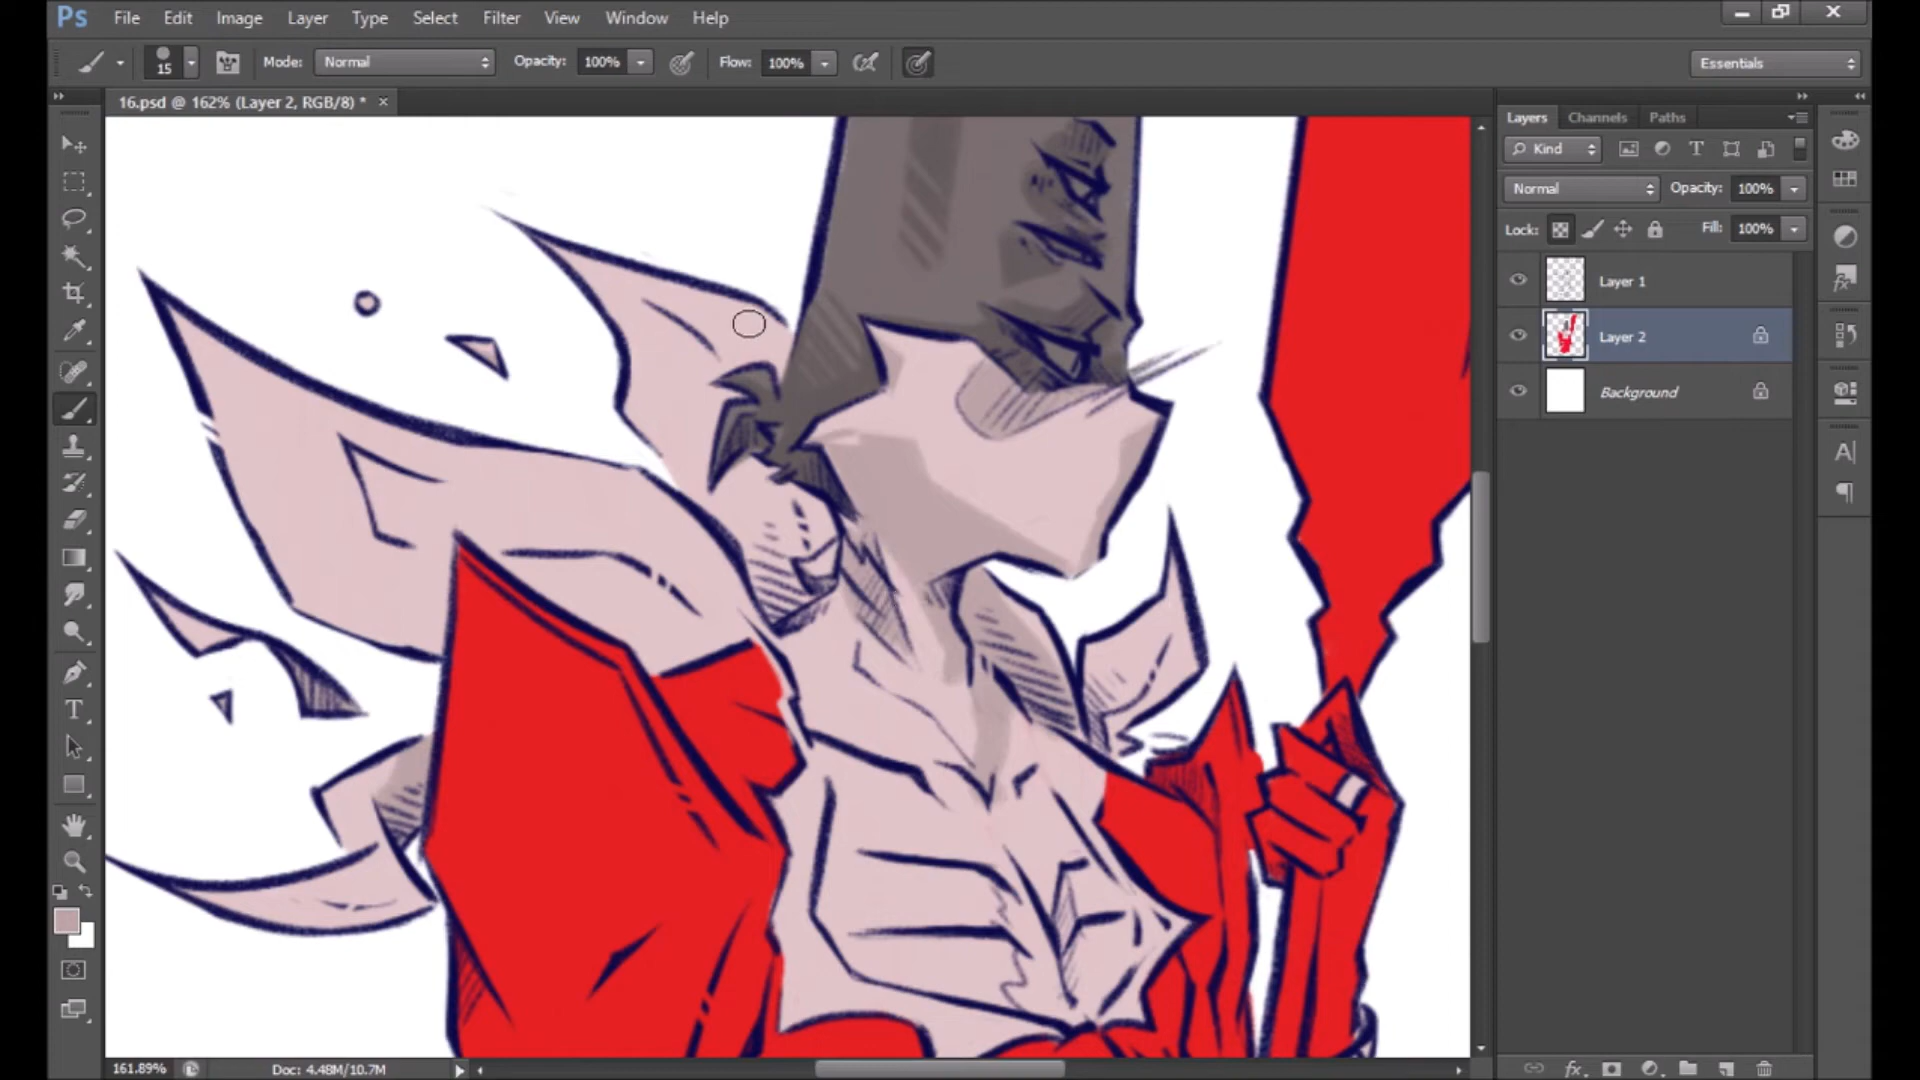 Ps File Edit Image Layer Type Select Filter View Window Help
15 Mode: Normal Opacity: 100% Flow: 100% Essentials
16.psd @ 162% (Layer 2, RGB/8) * ×
Layers Channels Paths
Kind
Normal Opacity: 100%
Lock: Fill: 100%
Layer 1
Layer 2
Background
161.89% Doc: 4.48M/10.7M